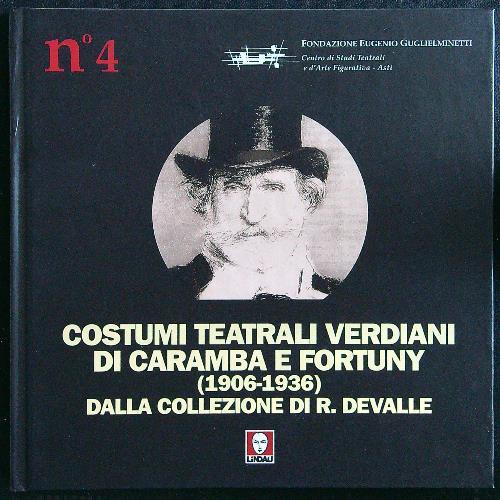 nº 4
FONDAZIONE EUGENIO GUGLIELMINETTI
Centro di Studi Teatrali
e d'Arte Figurativa - Asti
COSTUMI TEATRALI VERDIANI
DI CARAMBA E FORTUNY
(1906-1936)
DALLA COLLEZIONE DI R. DEVALLE
LINDAU